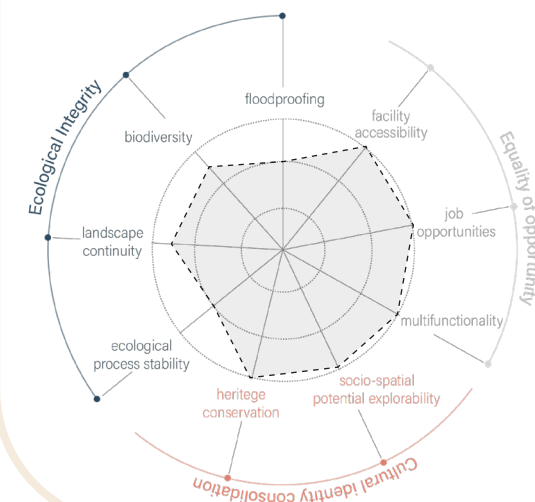 floodproofing
facility
accessibility
job
opportunities
multifunctionality
socio-spatial
potential explorability
heritege
conservation
ecological
process stability
landscape
continuity
biodiversity
Ecological Integrity
Equality of opportunity
Cultural identity consolidation